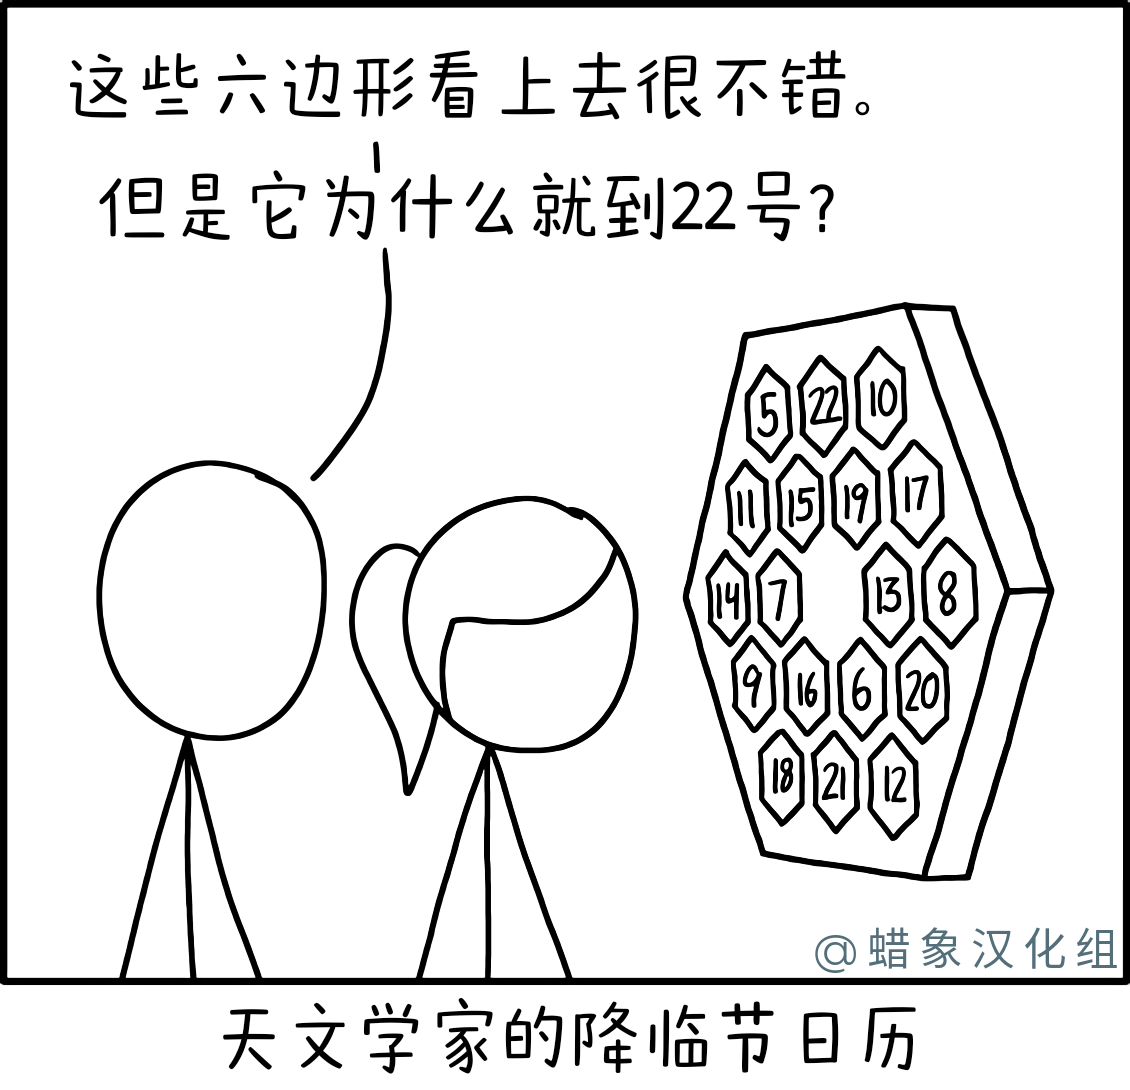 这些六边形看上去很不错。
但是它为什么就到22号?
5 22 10
11 15 19 17
14 7 13 8
9 16 6 20
18 21 12
@蜡象汉化组
天文学家的降临节日历